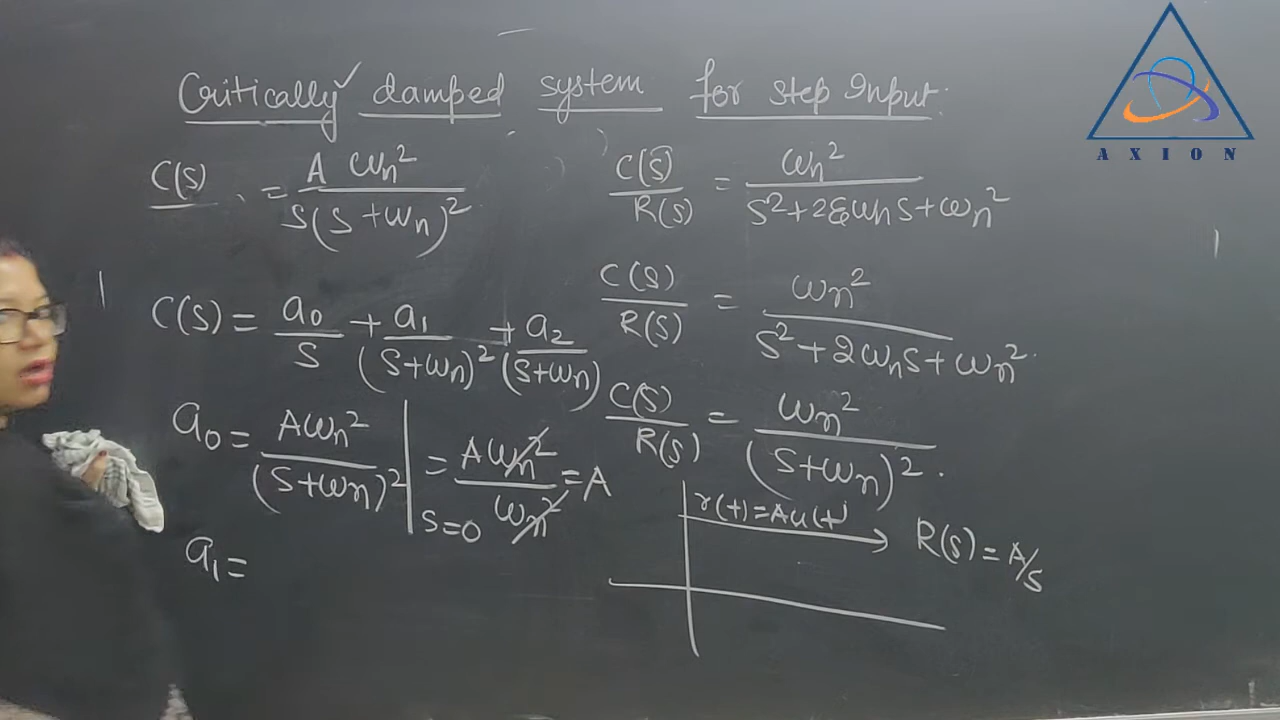 Critically damped system for step Input.
C(S) = A ωn² / S(S+ωn)²
C(S)/R(S) = ωn² / S²+2ξωnS+ωn²
C(S)/R(S) = ωn² / S²+2ωnS+ωn².
C(S) = a0/S + a1/(S+ωn)² + a2/(S+ωn)
C(S)/R(S) = ωn² / (S+ωn)².
a0 = Aωn² / (S+ωn)² | S=0 = Aωn² / ωn² = A
r(t)=Au(t)
R(S) = A/S
a1 =
AXION